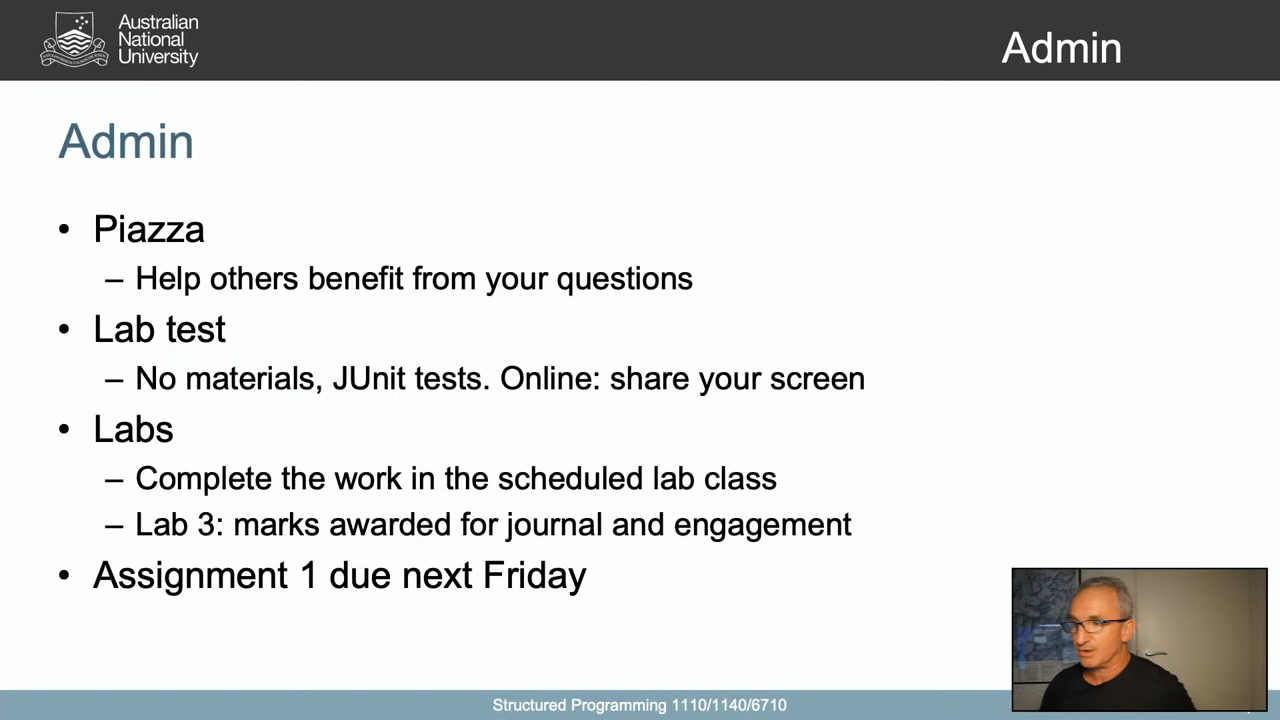 Australian
National
University
Admin
Admin
• Piazza
– Help others benefit from your questions
• Lab test
– No materials, JUnit tests. Online: share your screen
• Labs
– Complete the work in the scheduled lab class
– Lab 3: marks awarded for journal and engagement
• Assignment 1 due next Friday
Structured Programming 1110/1140/6710